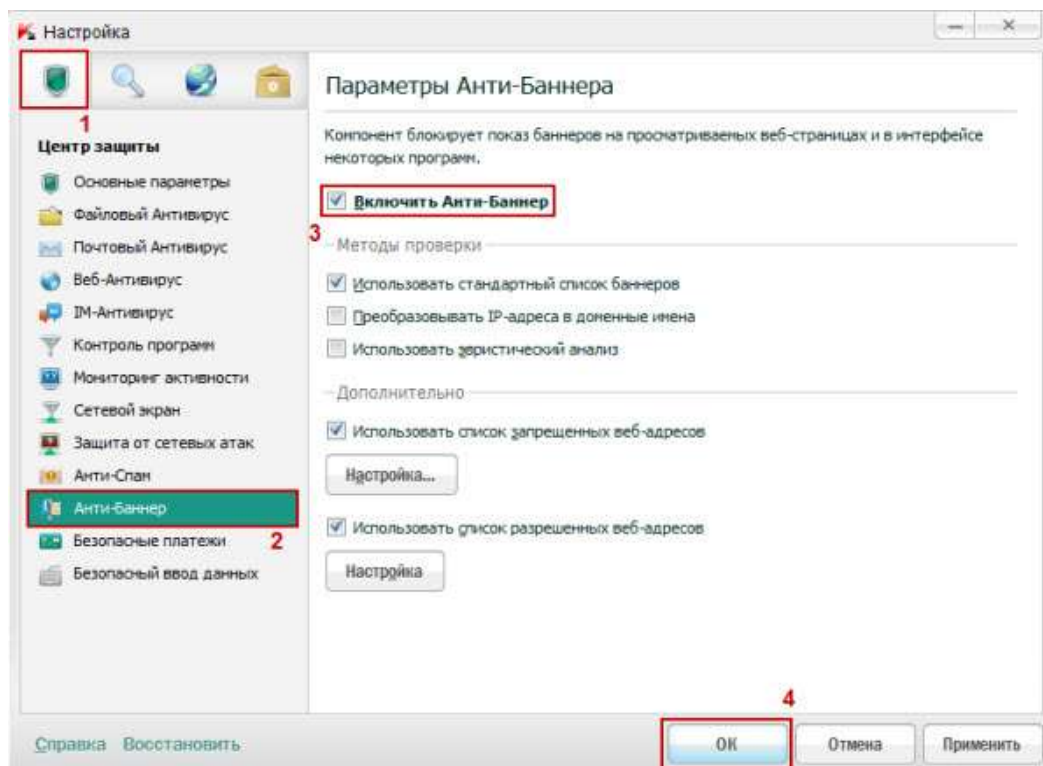 Настройка
1
Центр защиты
Основные параметры
Файловый Антивирус
Почтовый Антивирус
Веб-Антивирус
IM-Антивирус
Контроль программ
Мониторинг активности
Сетевой экран
Защита от сетевых атак
Анти-Спам
Анти-Баннер
2
Безопасные платежи
Безопасный ввод данных
Параметры Анти-Баннера
Компонент блокирует показ баннеров на просматриваемых веб-страницах и в интерфейсе
некоторых программ.
Включить Анти-Баннер
3
Методы проверки
Использовать стандартный список баннеров
Преобразовывать IP-адреса в доменные имена
Использовать эвристический анализ
Дополнительно
Использовать список запрещенных веб-адресов
Настройка...
Использовать список разрешенных веб-адресов
Настройка
4
Справка Восстановить
ОК Отмена Применить